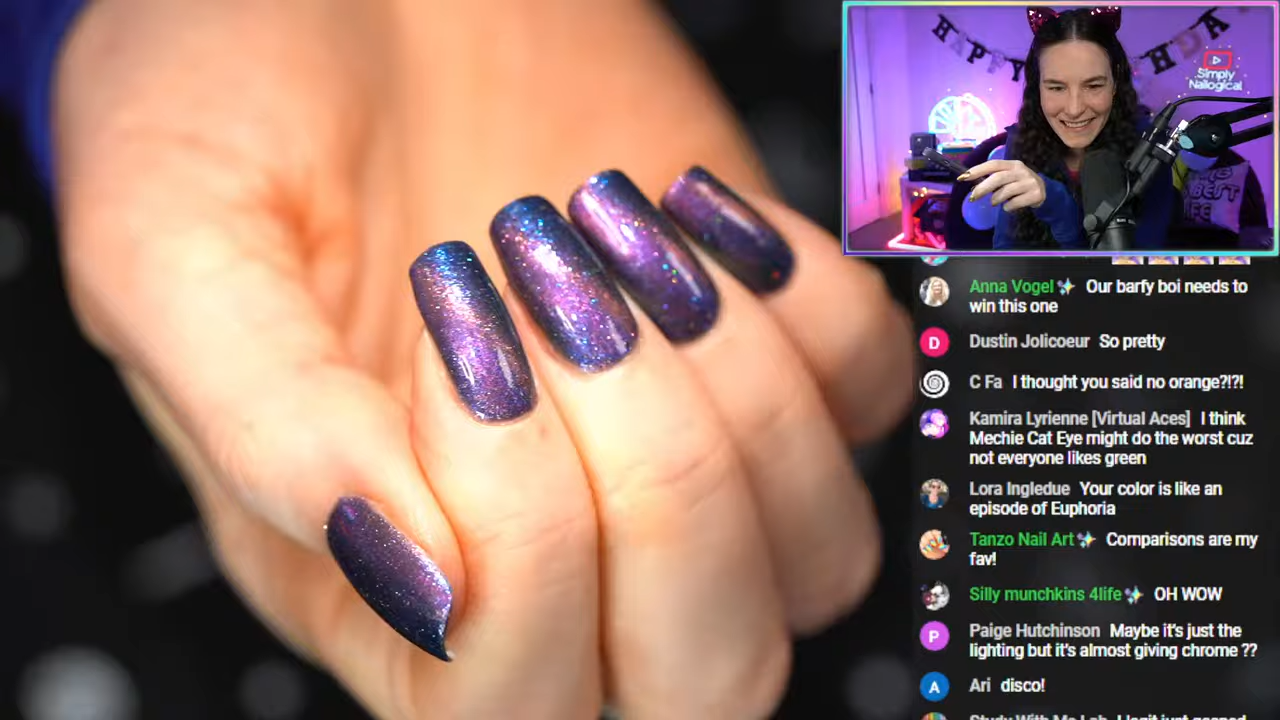 HAPPY
HDA
Simply
Nailogical
BEST
Anna Vogel Our barfy boi needs to
win this one
D
Dustin Jolicoeur So pretty
C Fa I thought you said no orange?!?!
Kamira Lyrienne [Virtual Aces] I think
Mechie Cat Eye might do the worst cuz
not everyone likes green
Lora Ingledue Your color is like an
episode of Euphoria
Tanzo Nail Art Comparisons are my
fav!
Silly munchkins 4life OH WOW
P
Paige Hutchinson Maybe it's just the
lighting but it's almost giving chrome ??
A
Ari disco!